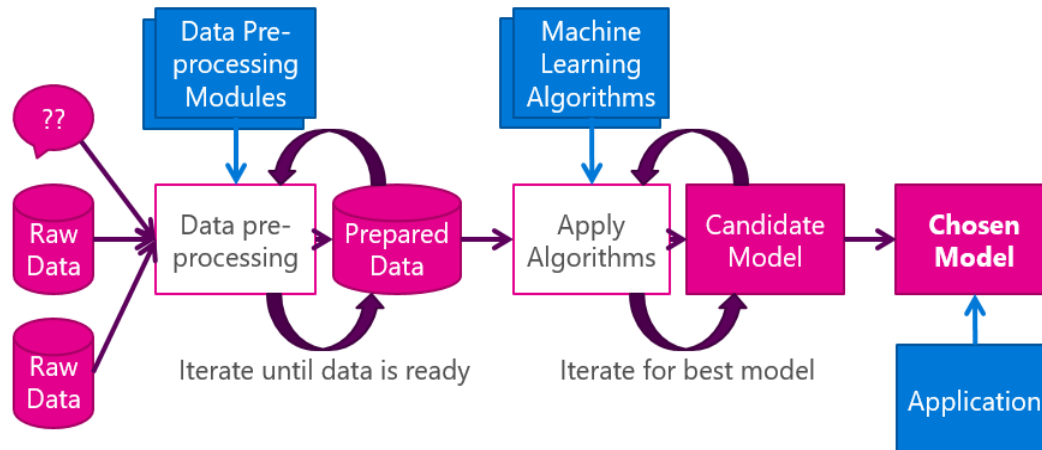 Data Pre-
processing
Modules
Machine
Learning
Algorithms
??
Raw
Data
Data pre-
processing
Prepared
Data
Apply
Algorithms
Candidate
Model
Chosen
Model
Raw
Data
Iterate until data is ready
Iterate for best model
Application